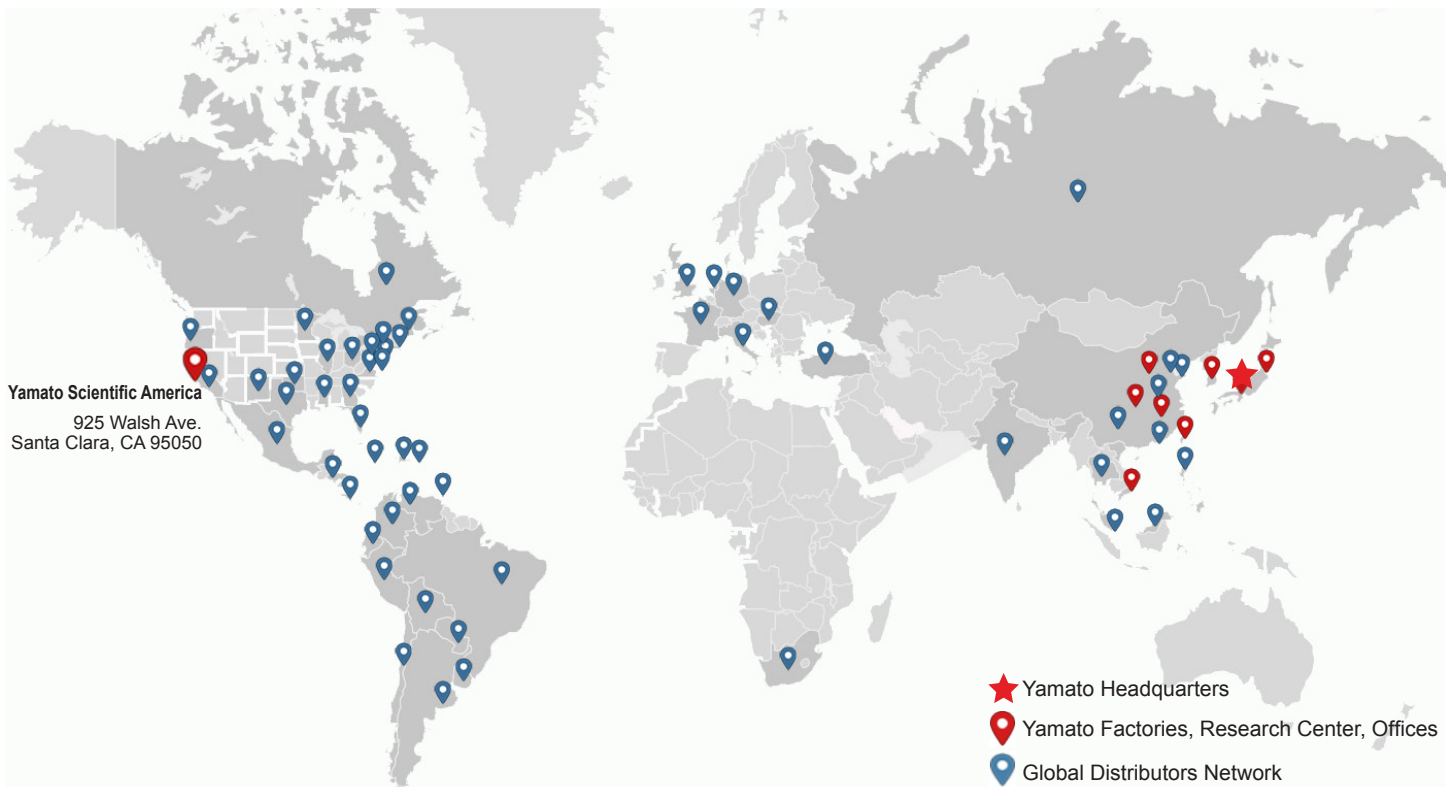 Yamato Scientific America
925 Walsh Ave.
Santa Clara, CA 95050
Yamato Headquarters
Yamato Factories, Research Center, Offices
Global Distributors Network